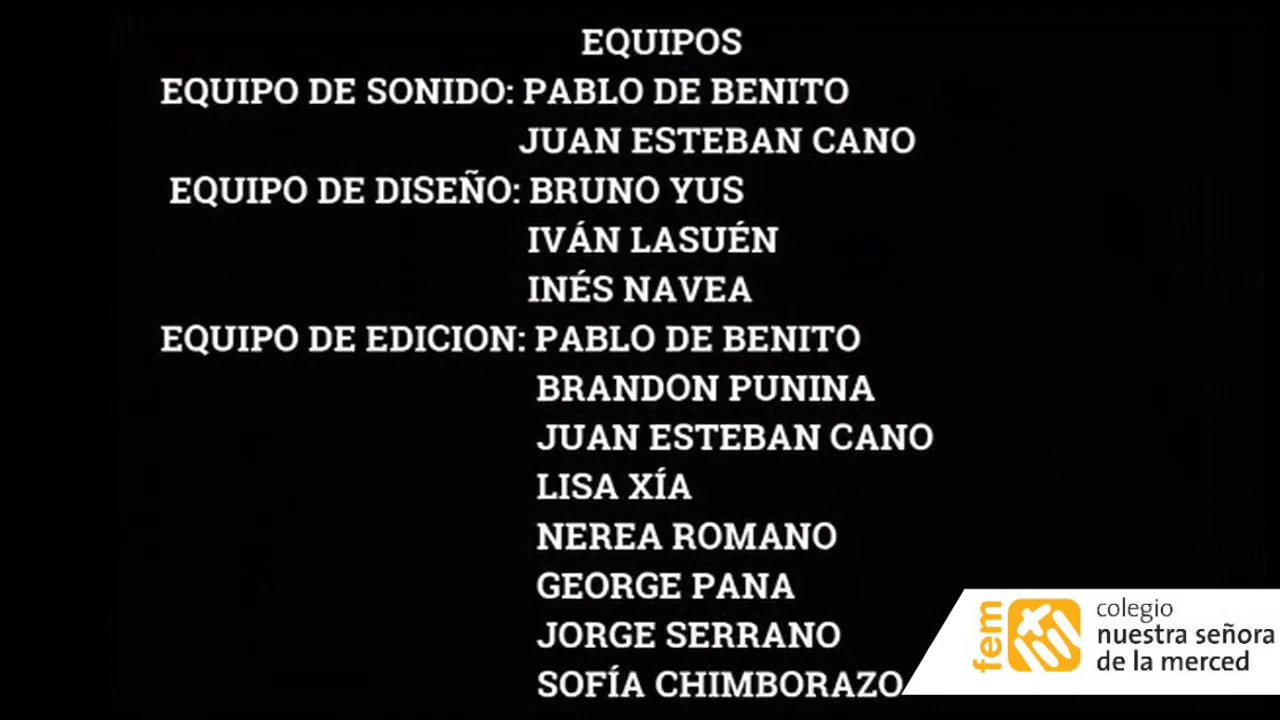 EQUIPOS
EQUIPO DE SONIDO: PABLO DE BENITO
JUAN ESTEBAN CANO
EQUIPO DE DISEÑO: BRUNO YUS
IVÁN LASUÉN
INÉS NAVEA
EQUIPO DE EDICION: PABLO DE BENITO
BRANDON PUNINA
JUAN ESTEBAN CANO
LISA XÍA
NEREA ROMANO
GEORGE PANA
JORGE SERRANO
SOFÍA CHIMBORAZO
fem
colegio
nuestra señora
de la merced